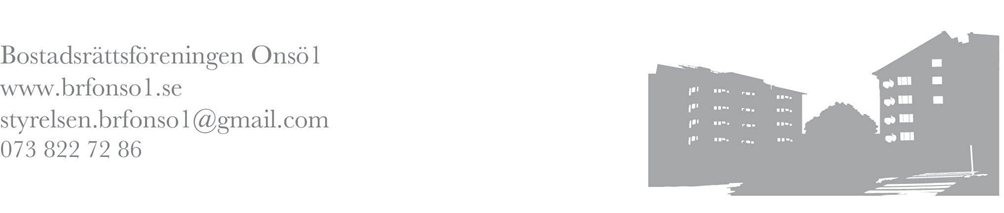 Bostadsrättsföreningen Onsö1
www.brfonso1.se
styrelsen.brfonso1@gmail.com
073 822 72 86